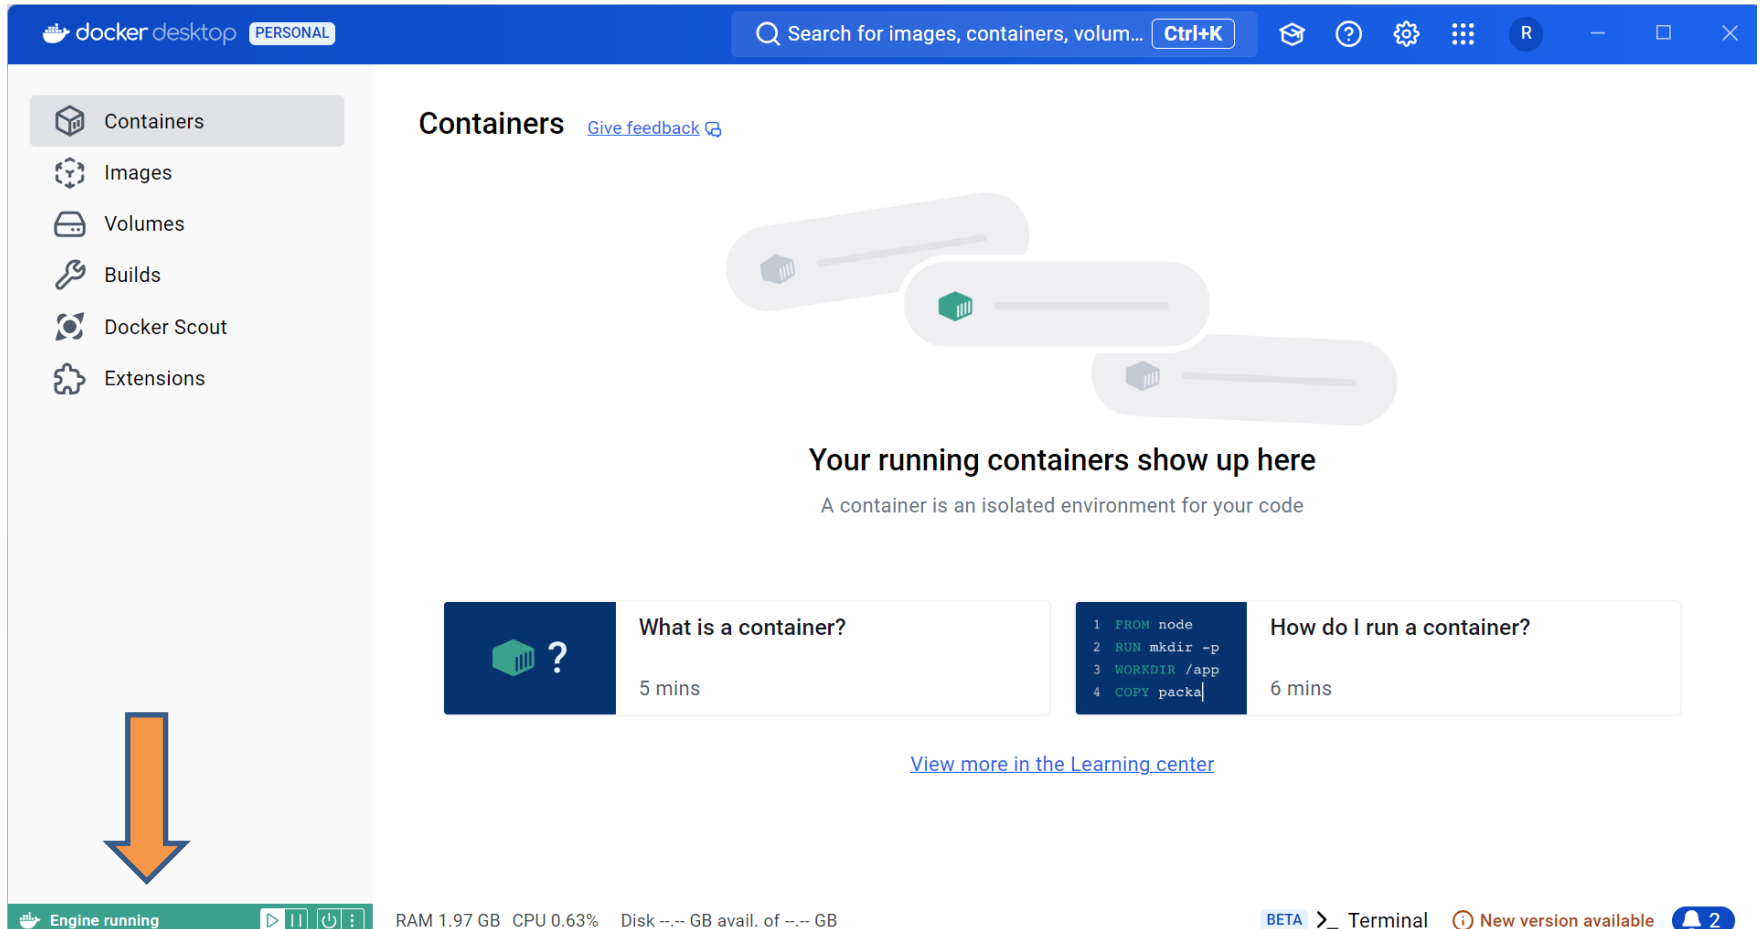 docker desktop PERSONAL
Search for images, containers, volum... Ctrl+K
R
Containers
Images
Volumes
Builds
Docker Scout
Extensions
Containers Give feedback
Your running containers show up here
A container is an isolated environment for your code
?
What is a container?
5 mins
1 FROM node
2 RUN mkdir -p
3 WORKDIR /app
4 COPY packa
How do I run a container?
6 mins
View more in the Learning center
Engine running
RAM 1.97 GB CPU 0.63% Disk --.-- GB avail. of --.-- GB
BETA >_ Terminal
New version available
2